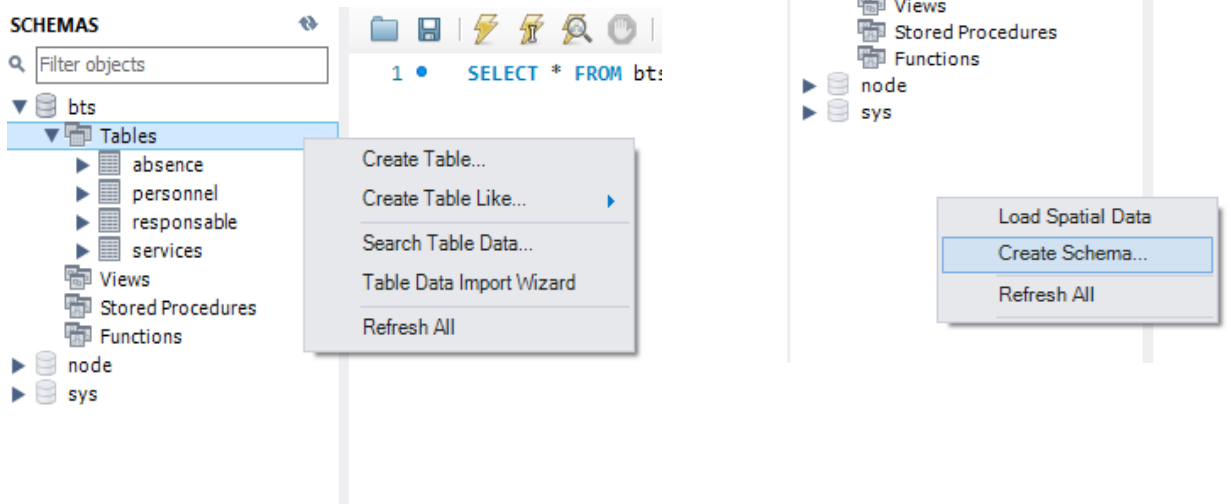 SCHEMAS
Filter objects
bts
Tables
absence
personnel
responsable
services
Views
Stored Procedures
Functions
node
sys
1 SELECT * FROM bts
Create Table...
Create Table Like...
Search Table Data...
Table Data Import Wizard
Refresh All
Views
Stored Procedures
Functions
node
sys
Load Spatial Data
Create Schema...
Refresh All